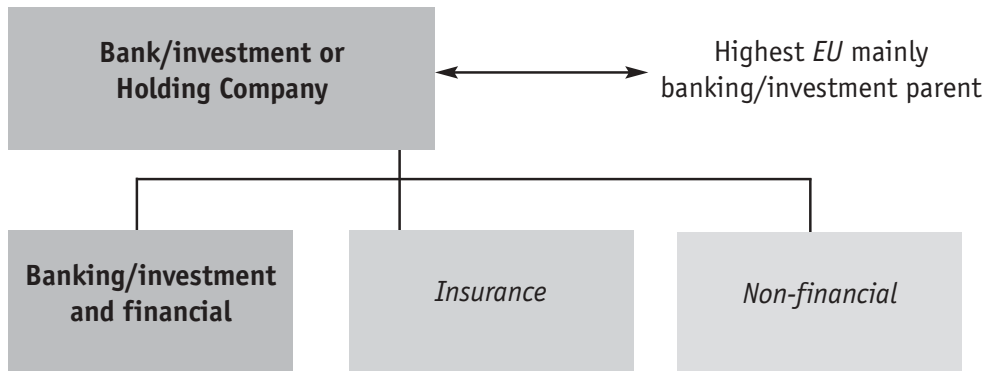 Bank/investment or
Holding Company
Highest EU mainly
banking/investment parent
Banking/investment
and financial
Insurance
Non-financial